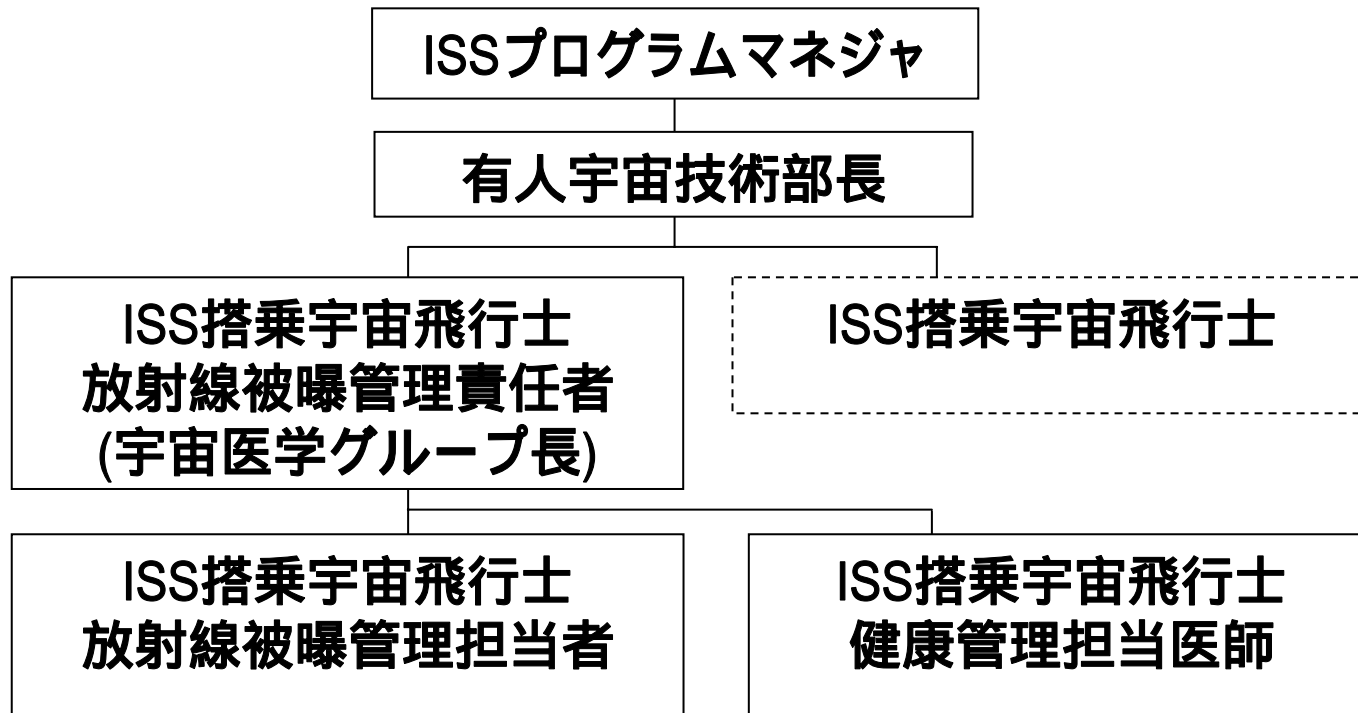 ISSプログラムマネジャ
有人宇宙技術部長
ISS搭乗宇宙飛行士
放射線被曝管理責任者
(宇宙医学グループ長)
ISS搭乗宇宙飛行士
ISS搭乗宇宙飛行士
放射線被曝管理担当者
ISS搭乗宇宙飛行士
健康管理担当医師